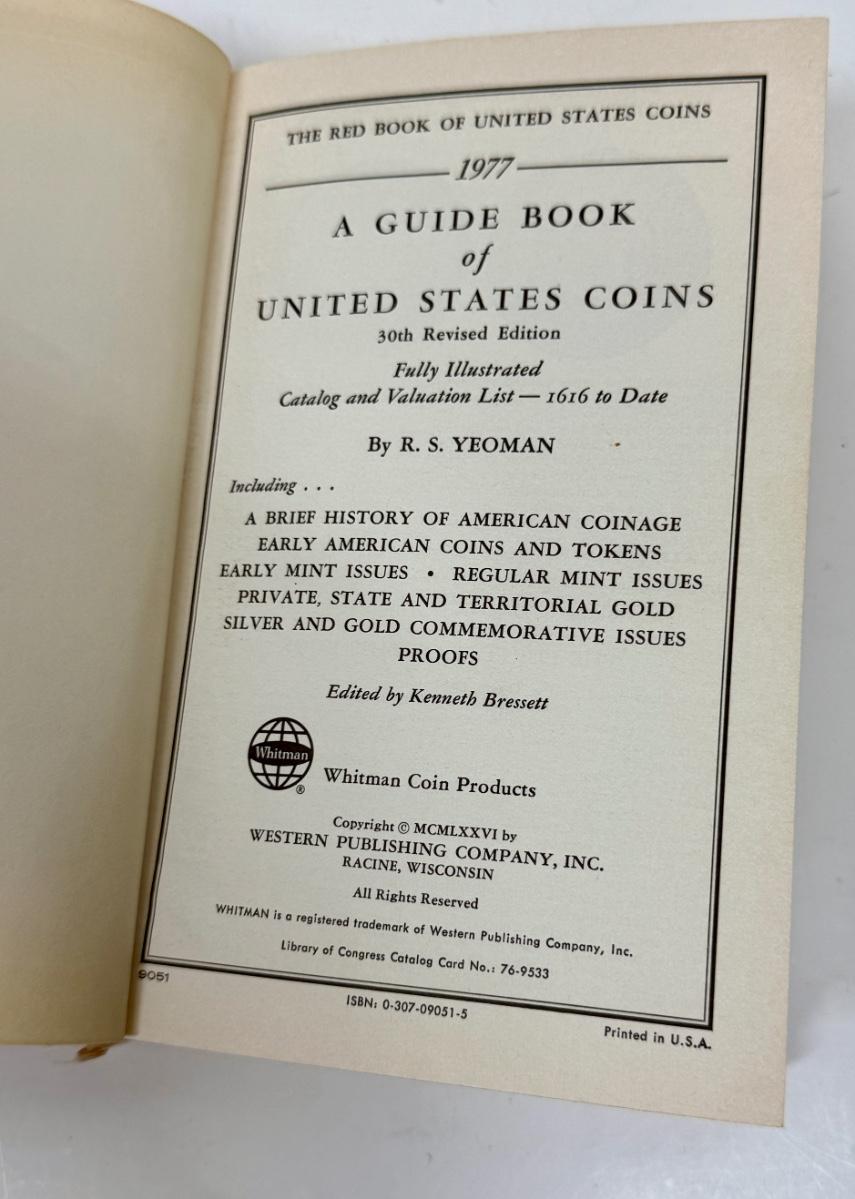 THE RED BOOK OF UNITED STATES COINS
1977
A GUIDE BOOK
of
UNITED STATES COINS
30th Revised Edition
Fully Illustrated
Catalog and Valuation List — 1616 to Date
By R. S. YEOMAN
Including . . .
A BRIEF HISTORY OF AMERICAN COINAGE
EARLY AMERICAN COINS AND TOKENS
EARLY MINT ISSUES • REGULAR MINT ISSUES
PRIVATE, STATE AND TERRITORIAL GOLD
SILVER AND GOLD COMMEMORATIVE ISSUES
PROOFS
Edited by Kenneth Bressett
Whitman
®
Whitman Coin Products
Copyright © MCMLXXVI by
WESTERN PUBLISHING COMPANY, INC.
RACINE, WISCONSIN
All Rights Reserved
WHITMAN is a registered trademark of Western Publishing Company, Inc.
Library of Congress Catalog Card No.: 76-9533
9051
ISBN: 0-307-09051-5
Printed in U.S.A.